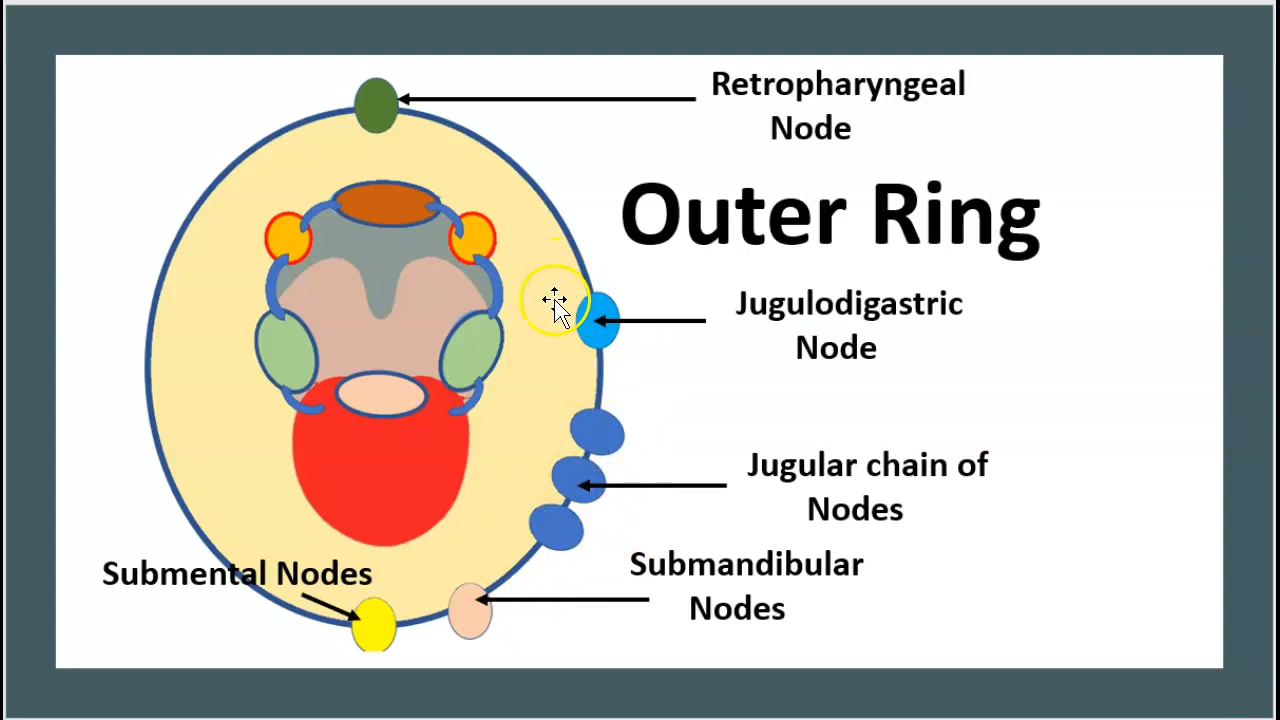 Retropharyngeal
Node
Outer Ring
Jugulodigastric
Node
Jugular chain of
Nodes
Submandibular
Nodes
Submental Nodes